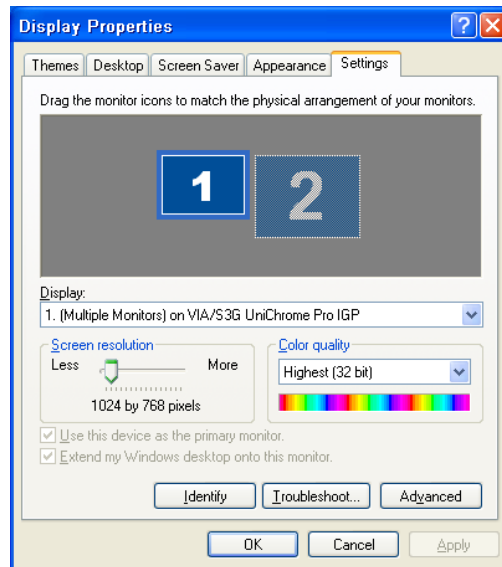 Display Properties
Themes Desktop Screen Saver Appearance Settings
Drag the monitor icons to match the physical arrangement of your monitors.
1 2
Display:
1. (Multiple Monitors) on VIA/S3G UniChrome Pro IGP
Screen resolution
Less More
1024 by 768 pixels
Color quality
Highest (32 bit)
Use this device as the primary monitor.
Extend my Windows desktop onto this monitor.
Identify Troubleshoot... Advanced
OK Cancel Apply